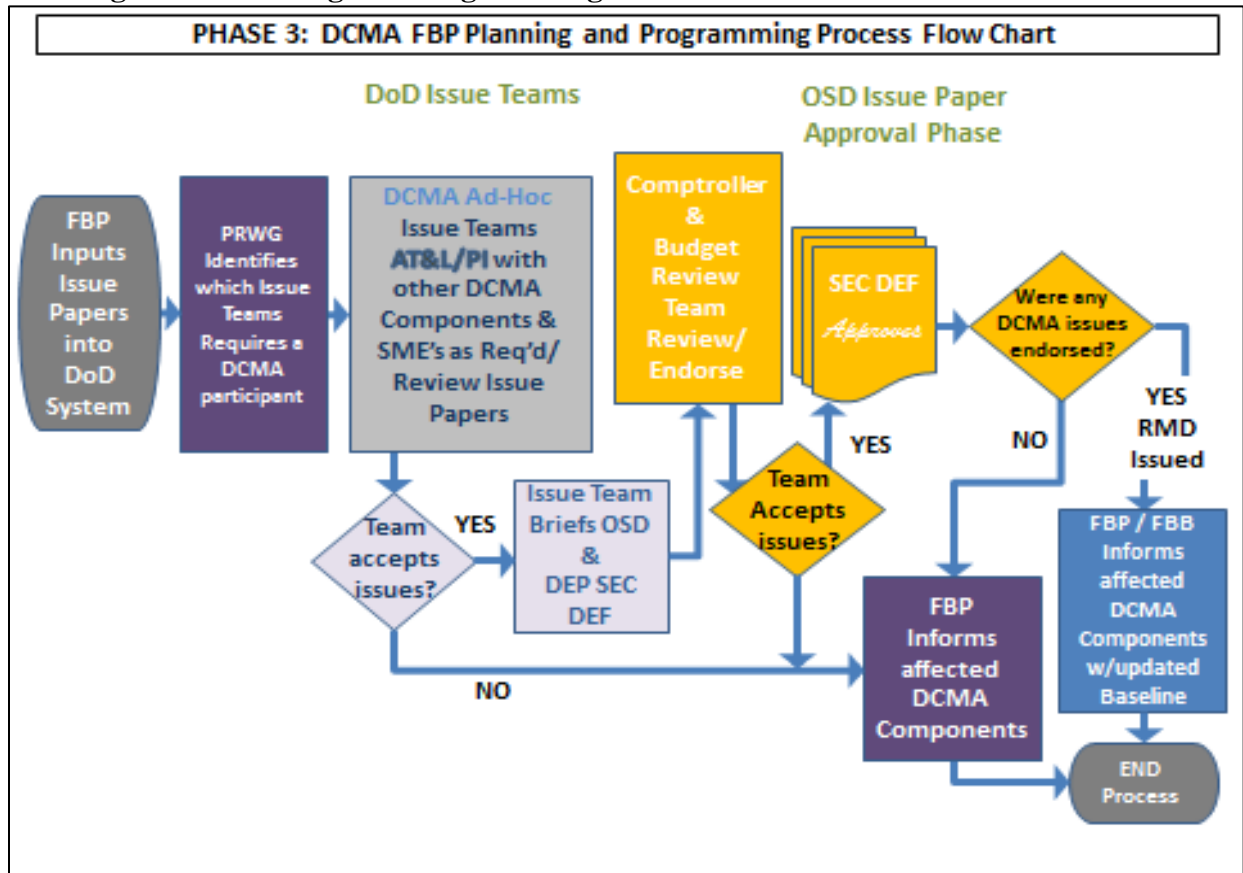 PHASE 3: DCMA FBP Planning and Programming Process Flow Chart
DoD Issue Teams
OSD Issue Paper
Approval Phase
FBP
Inputs
Issue
Papers
into
DoD
System
PRWG
Identifies
which Issue
Teams
Requires a
DCMA
participant
DCMA Ad-Hoc
Issue Teams
AT&L/PI with
other DCMA
Components &
SME's as Req'd/
Review Issue
Papers
Team
accepts
issues?
YES
NO
Issue Team
Briefs OSD
&
DEP SEC
DEF
Comptroller
&
Budget
Review
Team
Review/
Endorse
Team
Accepts
issues?
YES
SEC DEF
Approves
Were any
DCMA issues
endorsed?
NO
YES
RMD
Issued
FBP
Informs
affected
DCMA
Components
FBP / FBB
Informs
affected
DCMA
Components
w/updated
Baseline
END
Process